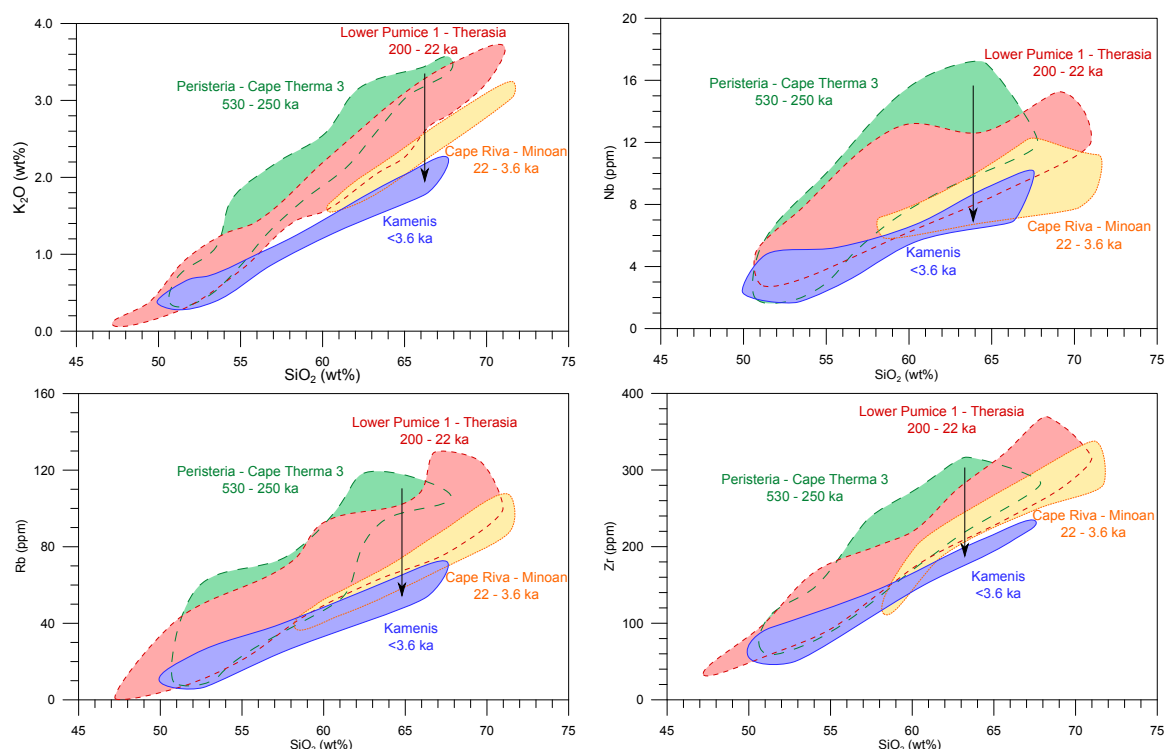 4.0
3.0
2.0
1.0
0.0
K2O (wt%)
Lower Pumice 1 - Therasia
200 - 22 ka
Peristeria - Cape Therma 3
530 - 250 ka
Cape Riva - Minoan
22 - 3.6 ka
Kamenis
<3.6 ka
45 50 55 60 65 70 75
SiO2 (wt%)
20
16
12
8
4
0
Nb (ppm)
Lower Pumice 1 - Therasia
200 - 22 ka
Peristeria - Cape Therma 3
530 - 250 ka
Kamenis
<3.6 ka
Cape Riva - Minoan
22 - 3.6 ka
45 50 55 60 65 70 75
SiO2 (wt%)
160
120
80
40
0
Rb (ppm)
Lower Pumice 1 - Therasia
200 - 22 ka
Peristeria - Cape Therma 3
530 - 250 ka
Cape Riva - Minoan
22 - 3.6 ka
Kamenis
<3.6 ka
45 50 55 60 65 70 75
SiO2 (wt%)
400
300
200
100
0
Zr (ppm)
Lower Pumice 1 - Therasia
200 - 22 ka
Peristeria - Cape Therma 3
530 - 250 ka
Cape Riva - Minoan
22 - 3.6 ka
Kamenis
<3.6 ka
45 50 55 60 65 70 75
SiO2 (wt%)